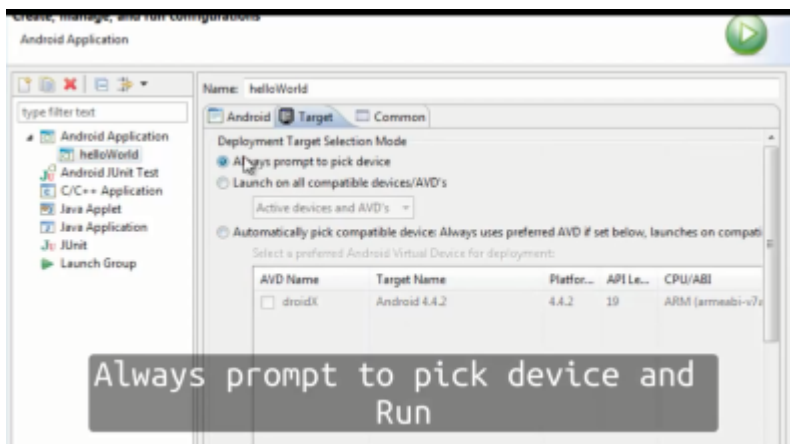 Create, manage, and run configurations
Android Application
type filter text
Android Application
helloWorld
Android JUnit Test
C/C++ Application
Java Applet
Java Application
JUnit
Launch Group
Name: helloWorld
Android Target Common
Deployment Target Selection Mode
Always prompt to pick device
Launch on all compatible devices/AVD's
Active devices and AVD's
Automatically pick compatible device: Always uses preferred AVD if set below, launches on compati
Select a preferred Android Virtual Device for deployment:
AVD Name Target Name Platfor... API Le... CPU/ABI
droidX Android 4.4.2 4.4.2 19 ARM (armeabi-v7a
Always prompt to pick device and
Run